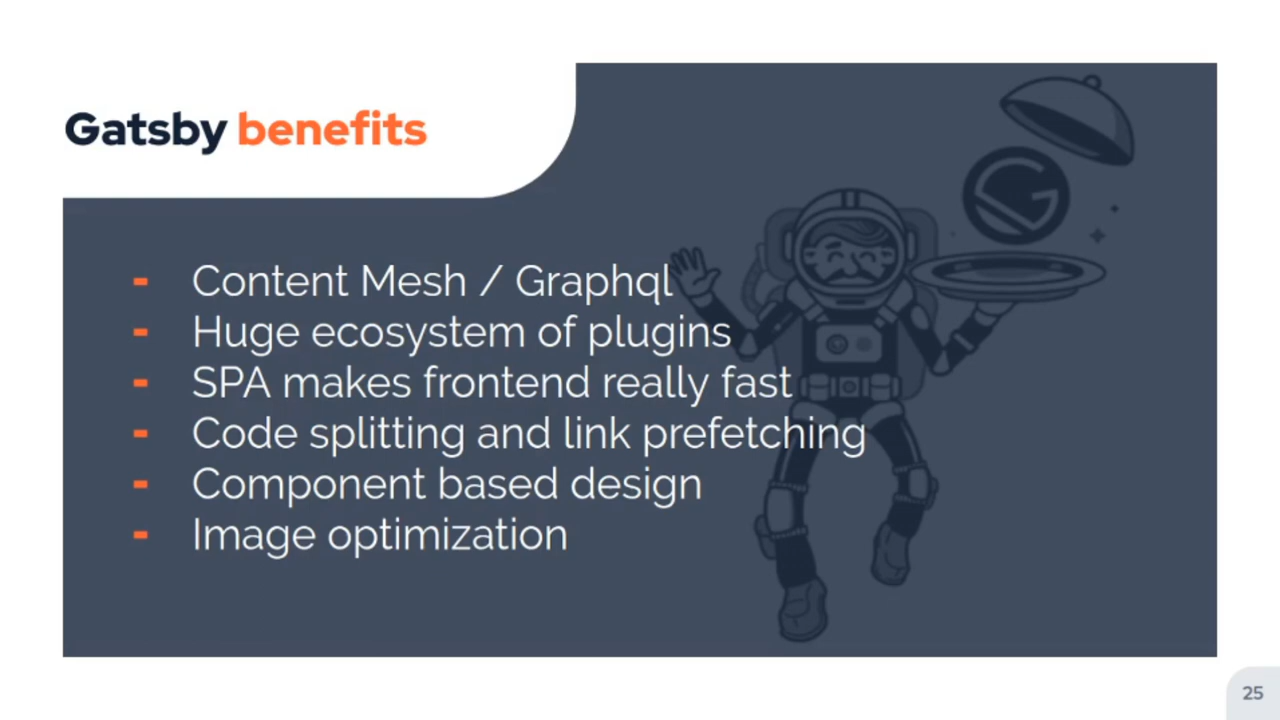 Gatsby benefits
- Content Mesh / Graphql
- Huge ecosystem of plugins
- SPA makes frontend really fast
- Code splitting and link prefetching
- Component based design
- Image optimization
25